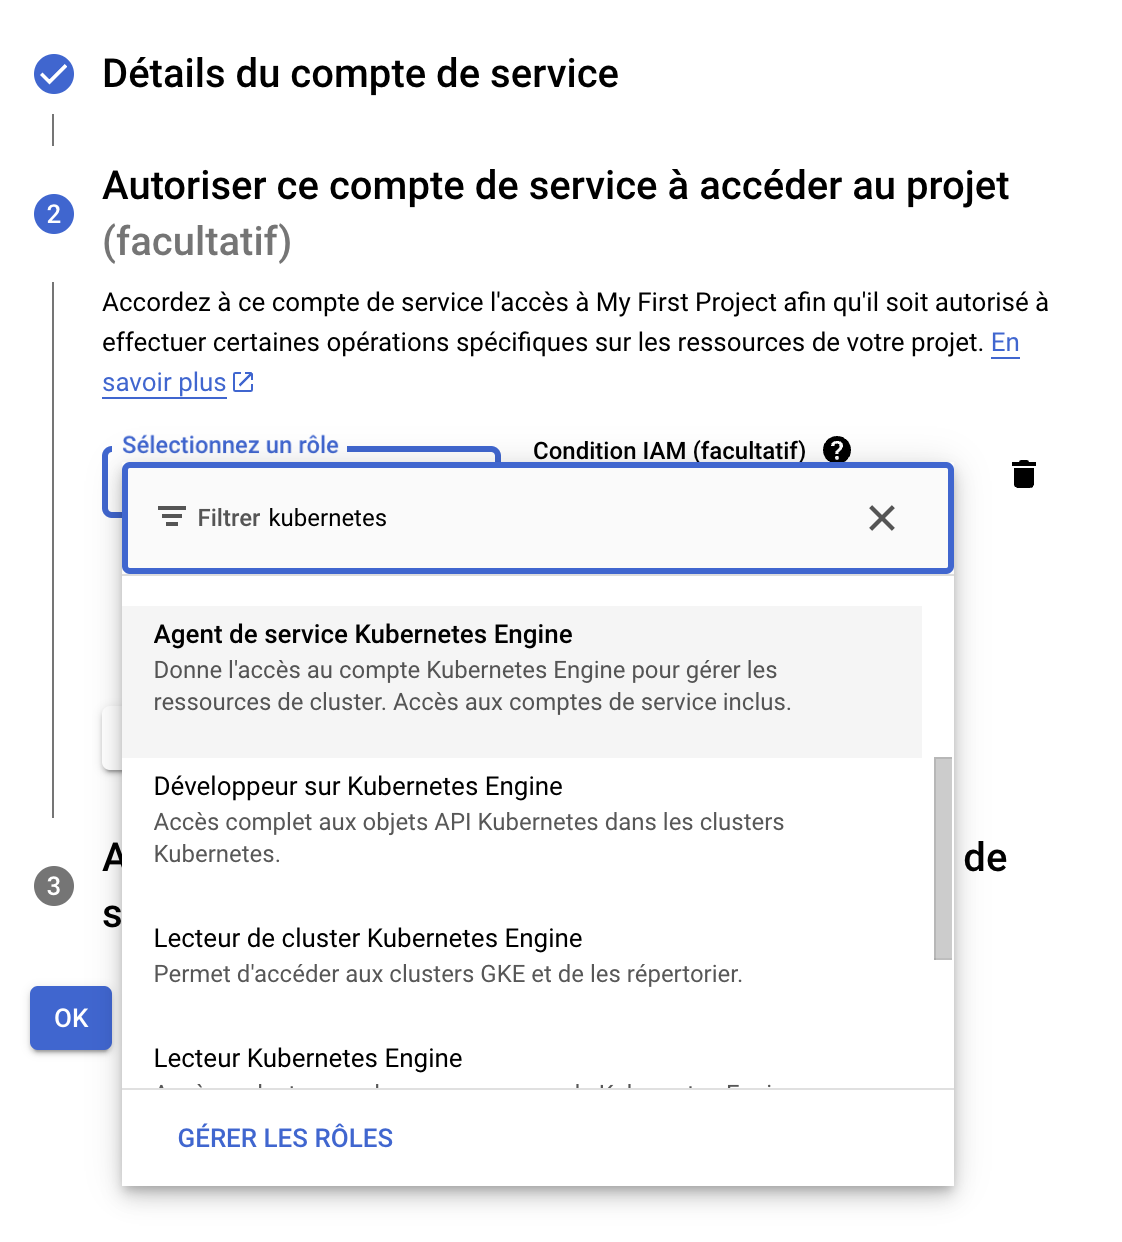 Détails du compte de service
2
Autoriser ce compte de service à accéder au projet
(facultatif)
Accordez à ce compte de service l'accès à My First Project afin qu'il soit autorisé à
effectuer certaines opérations spécifiques sur les ressources de votre projet. En
savoir plus
Sélectionnez un rôle
Condition IAM (facultatif)
?
Filtrer kubernetes
Agent de service Kubernetes Engine
Donne l'accès au compte Kubernetes Engine pour gérer les
ressources de cluster. Accès aux comptes de service inclus.
Développeur sur Kubernetes Engine
Accès complet aux objets API Kubernetes dans les clusters
Kubernetes.
3
de
Lecteur de cluster Kubernetes Engine
Permet d'accéder aux clusters GKE et de les répertorier.
OK
Lecteur Kubernetes Engine
GÉRER LES RÔLES